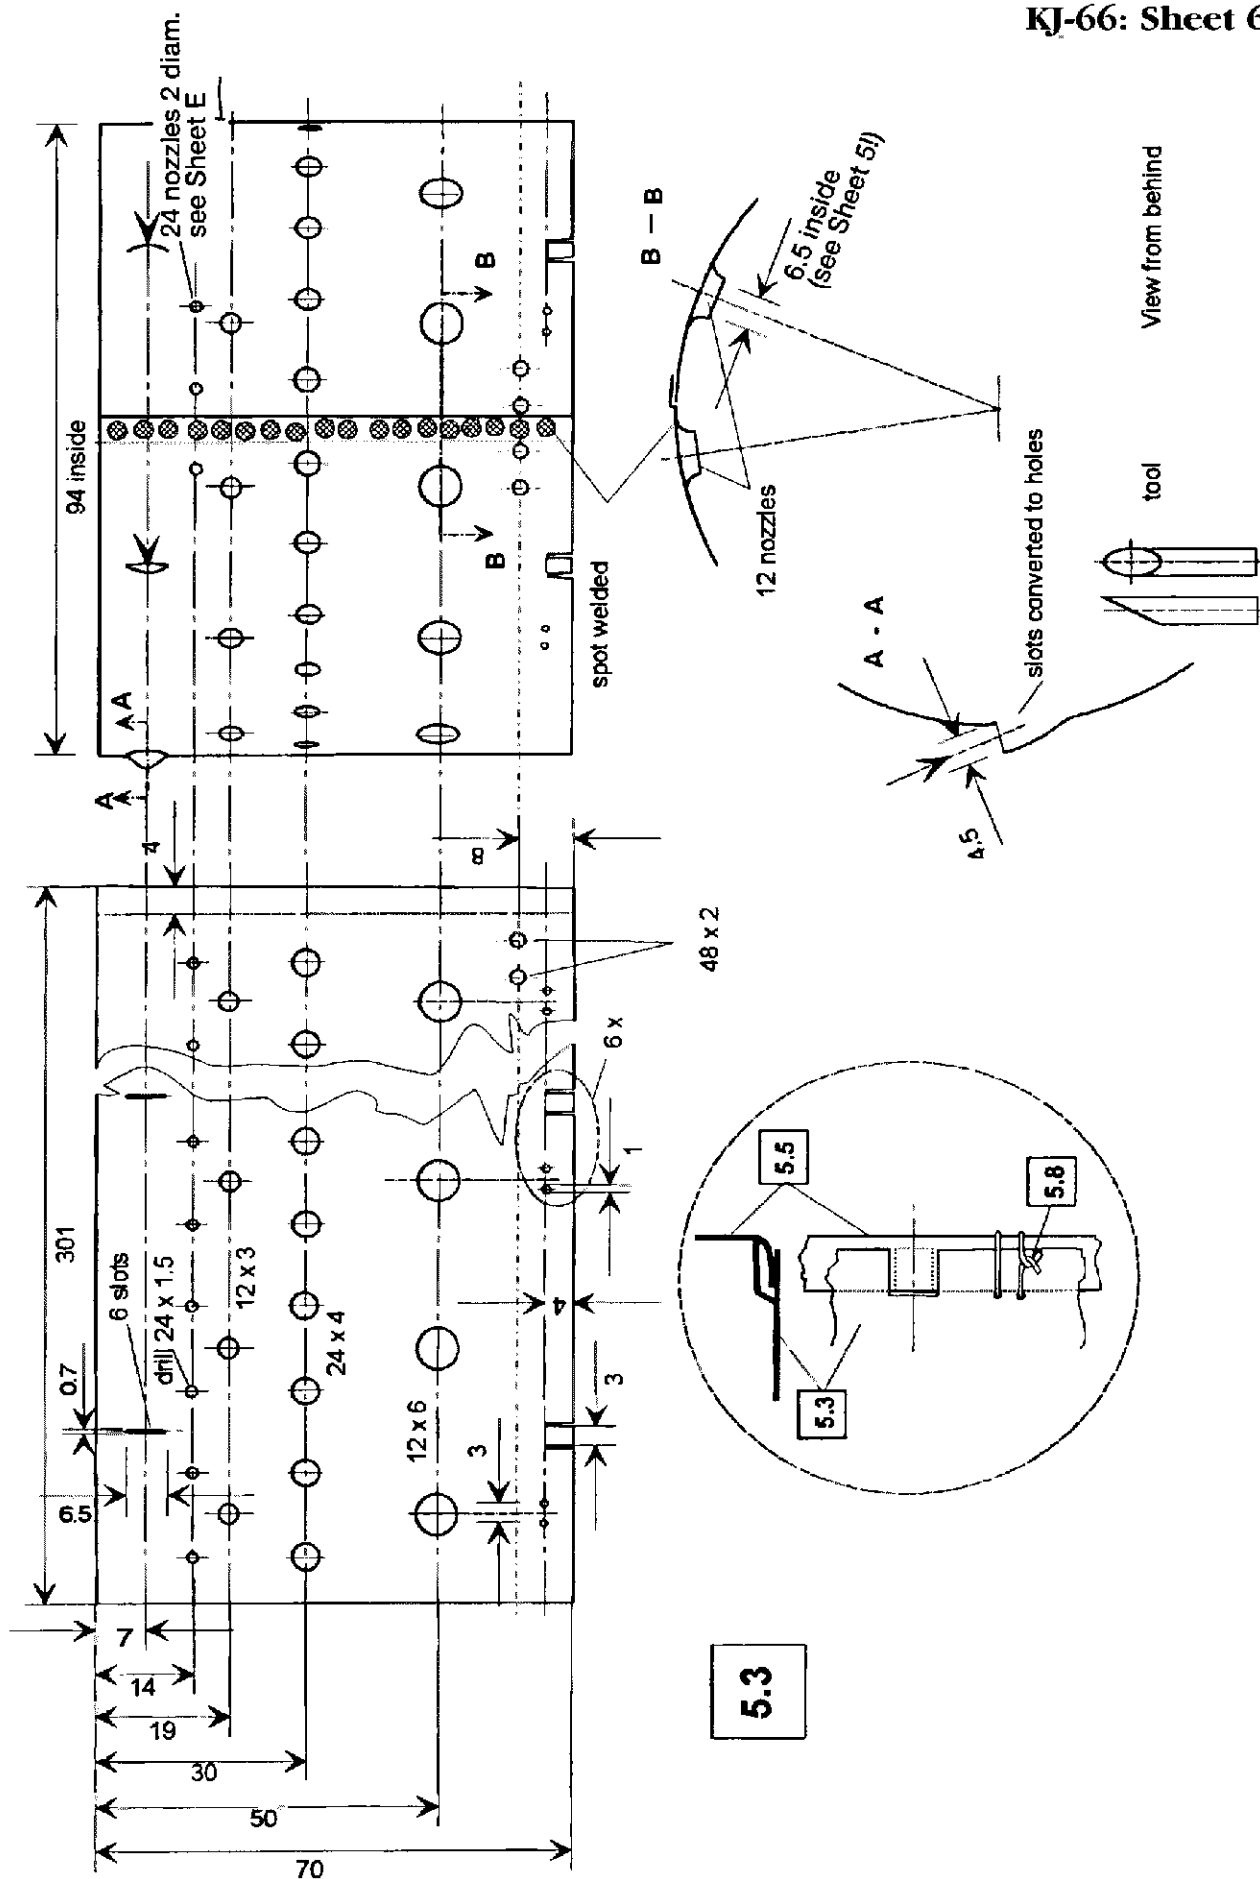 KJ-66: Sheet 6
94 inside
24 nozzles 2 diam.
see Sheet E
A
A
B
B
spot welded
B – B
6.5 inside
(see Sheet 5!)
12 nozzles
A - A
slots converted to holes
4.5
tool
View from behind
301
4
0.7
6 slots
6.5
drill 24 x 1.5
12 x 3
24 x 4
12 x 6
3
3
4
1
6 x
8
48 x 2
7
14
19
30
50
70
5.3
5.5
5.8
5.3